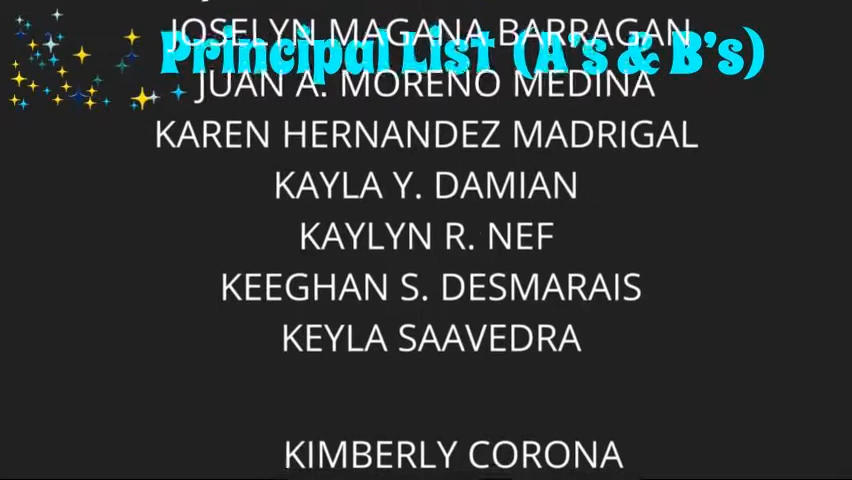 JOSELYN MAGANA BARRAGAN
Principal List (A's & B's)
JUAN A. MORENO MEDINA
KAREN HERNANDEZ MADRIGAL
KAYLA Y. DAMIAN
KAYLYN R. NEF
KEEGHAN S. DESMARAIS
KEYLA SAAVEDRA
KIMBERLY CORONA